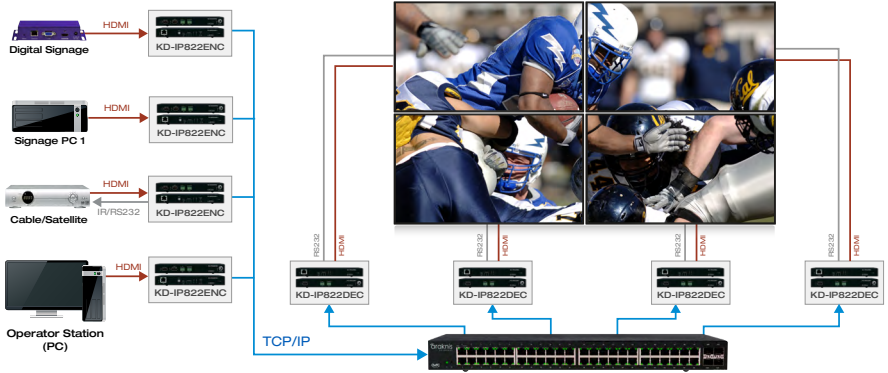 HDMI
Digital Signage
KD-IP822ENC
HDMI
Signage PC 1
KD-IP822ENC
HDMI
IR/RS232
Cable/Satellite
KD-IP822ENC
HDMI
Operator Station
(PC)
KD-IP822ENC
TCP/IP
RS232
HDMI
KD-IP822DEC
RS232
HDMI
KD-IP822DEC
RS232
HDMI
KD-IP822DEC
RS232
HDMI
KD-IP822DEC
araknis
Cal